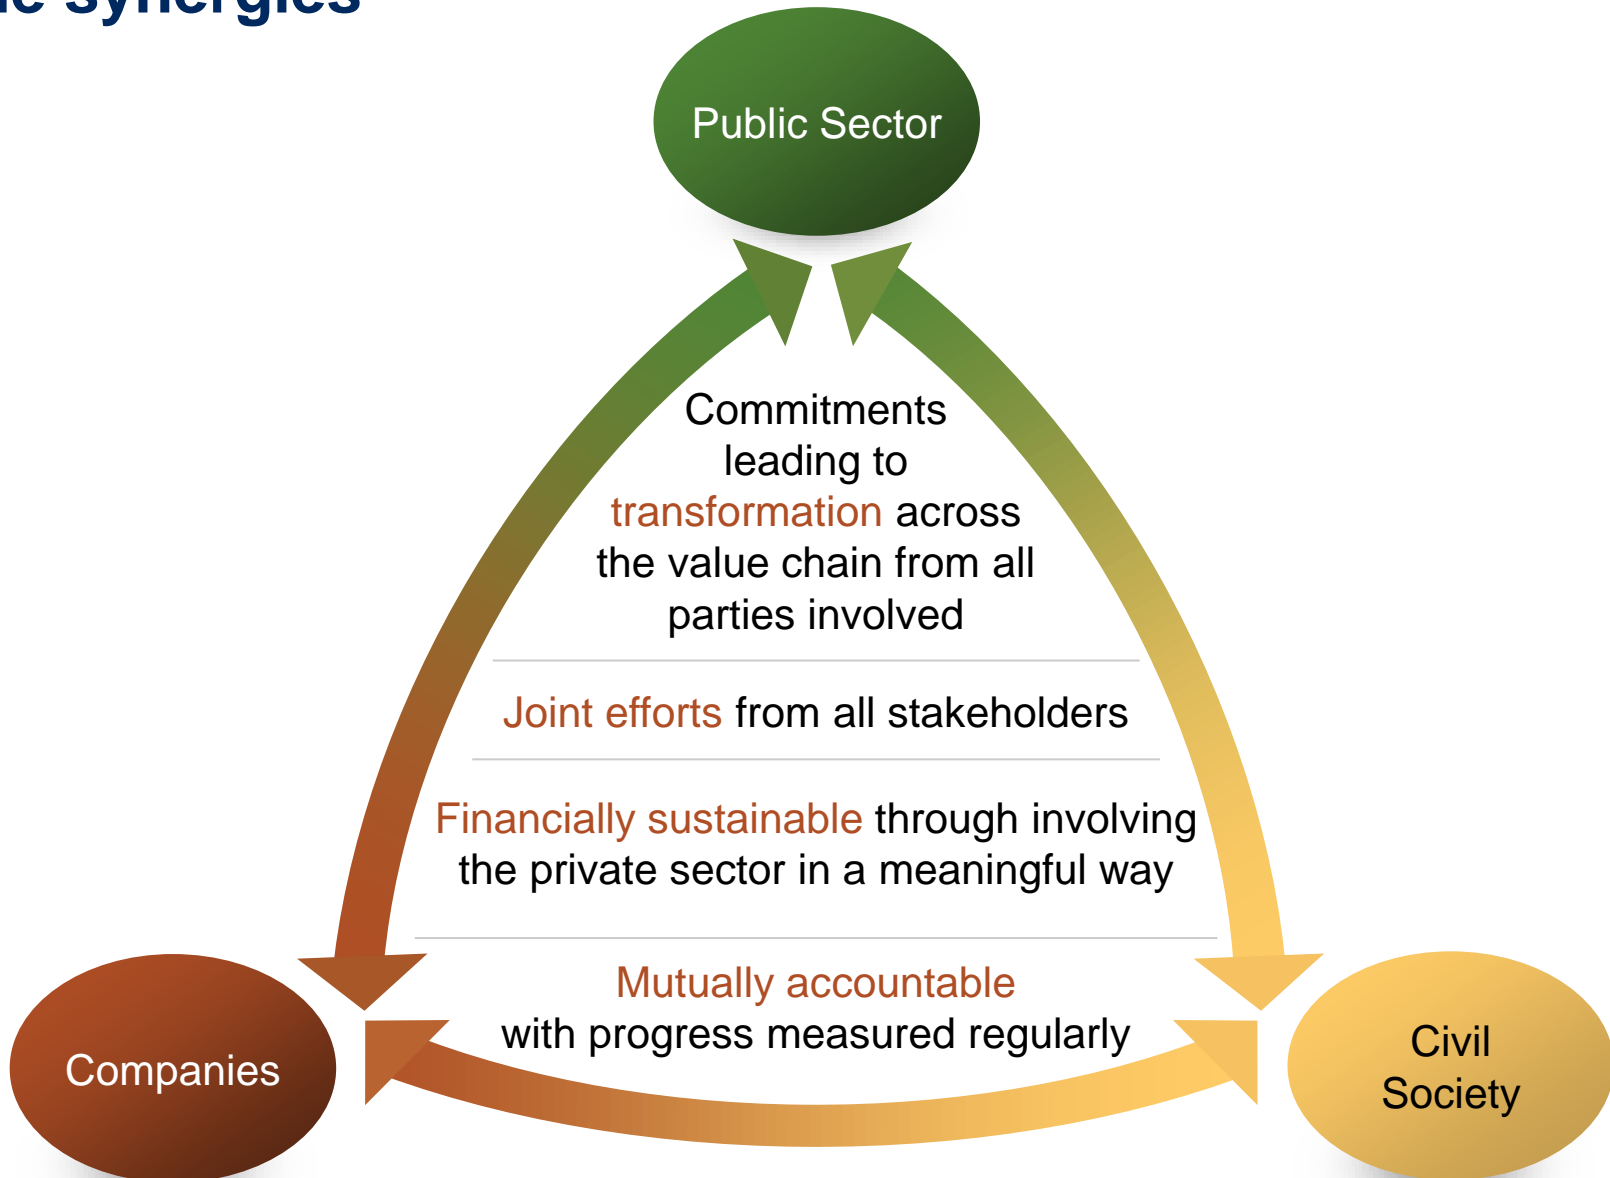 synergies
Public Sector
Commitments
leading to
transformation across
the value chain from all
parties involved
Joint efforts from all stakeholders
Financially sustainable through involving
the private sector in a meaningful way
Mutually accountable
with progress measured regularly
Companies
Civil
Society